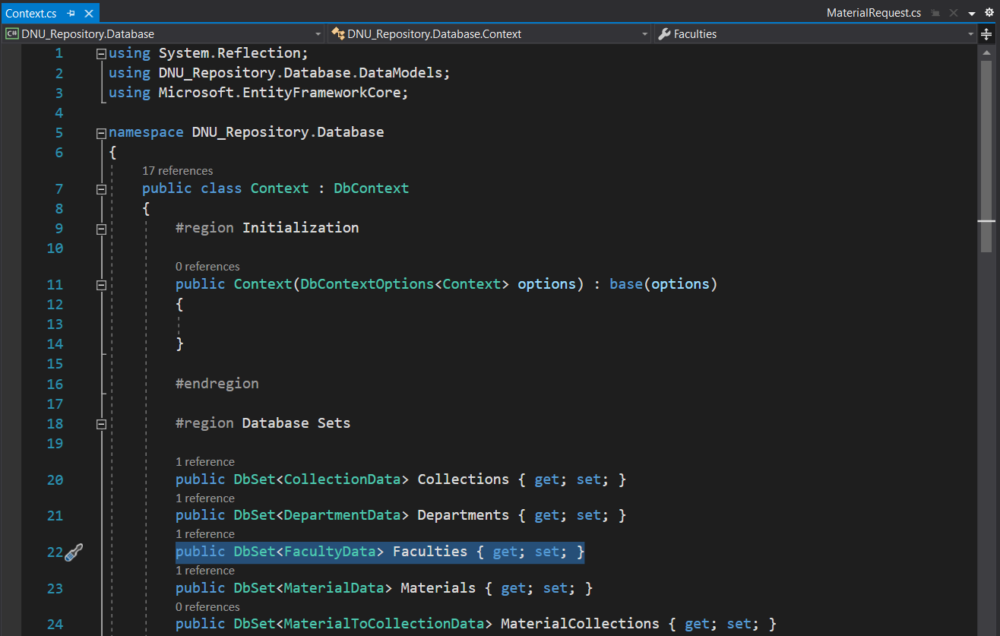 Context.cs MaterialRequest.cs
C# DNU_Repository.Database DNU_Repository.Database.Context Faculties
1 using System.Reflection;
2 using DNU_Repository.Database.DataModels;
3 using Microsoft.EntityFrameworkCore;
4
5 namespace DNU_Repository.Database
6 {
17 references
7 public class Context : DbContext
8 {
9 #region Initialization
10
0 references
11 public Context(DbContextOptions<Context> options) : base(options)
12 {
13
14 }
15
16 #endregion
17
18 #region Database Sets
19
1 reference
20 public DbSet<CollectionData> Collections { get; set; }
1 reference
21 public DbSet<DepartmentData> Departments { get; set; }
1 reference
22 public DbSet<FacultyData> Faculties { get; set; }
1 reference
23 public DbSet<MaterialData> Materials { get; set; }
0 references
24 public DbSet<MaterialToCollectionData> MaterialCollections { get; set; }